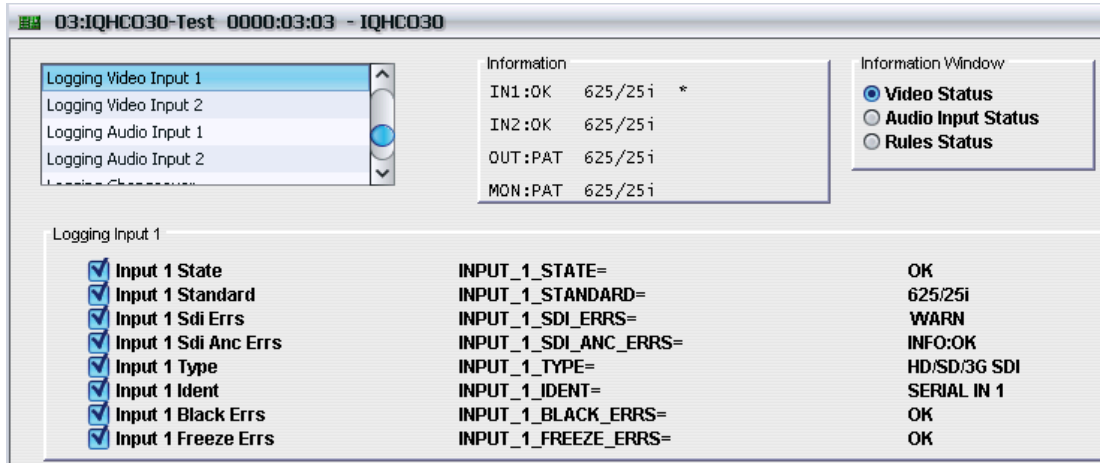 03:IQHCO30-Test 0000:03:03 - IQHCO30
Logging Video Input 1
Logging Video Input 2
Logging Audio Input 1
Logging Audio Input 2
Information
IN1:OK 625/25i *
IN2:OK 625/25i
OUT:PAT 625/25i
MON:PAT 625/25i
Information Window
Video Status
Audio Input Status
Rules Status
Logging Input 1
Input 1 State INPUT_1_STATE= OK
Input 1 Standard INPUT_1_STANDARD= 625/25i
Input 1 Sdi Errs INPUT_1_SDI_ERRS= WARN
Input 1 Sdi Anc Errs INPUT_1_SDI_ANC_ERRS= INFO:OK
Input 1 Type INPUT_1_TYPE= HD/SD/3G SDI
Input 1 Ident INPUT_1_IDENT= SERIAL IN 1
Input 1 Black Errs INPUT_1_BLACK_ERRS= OK
Input 1 Freeze Errs INPUT_1_FREEZE_ERRS= OK